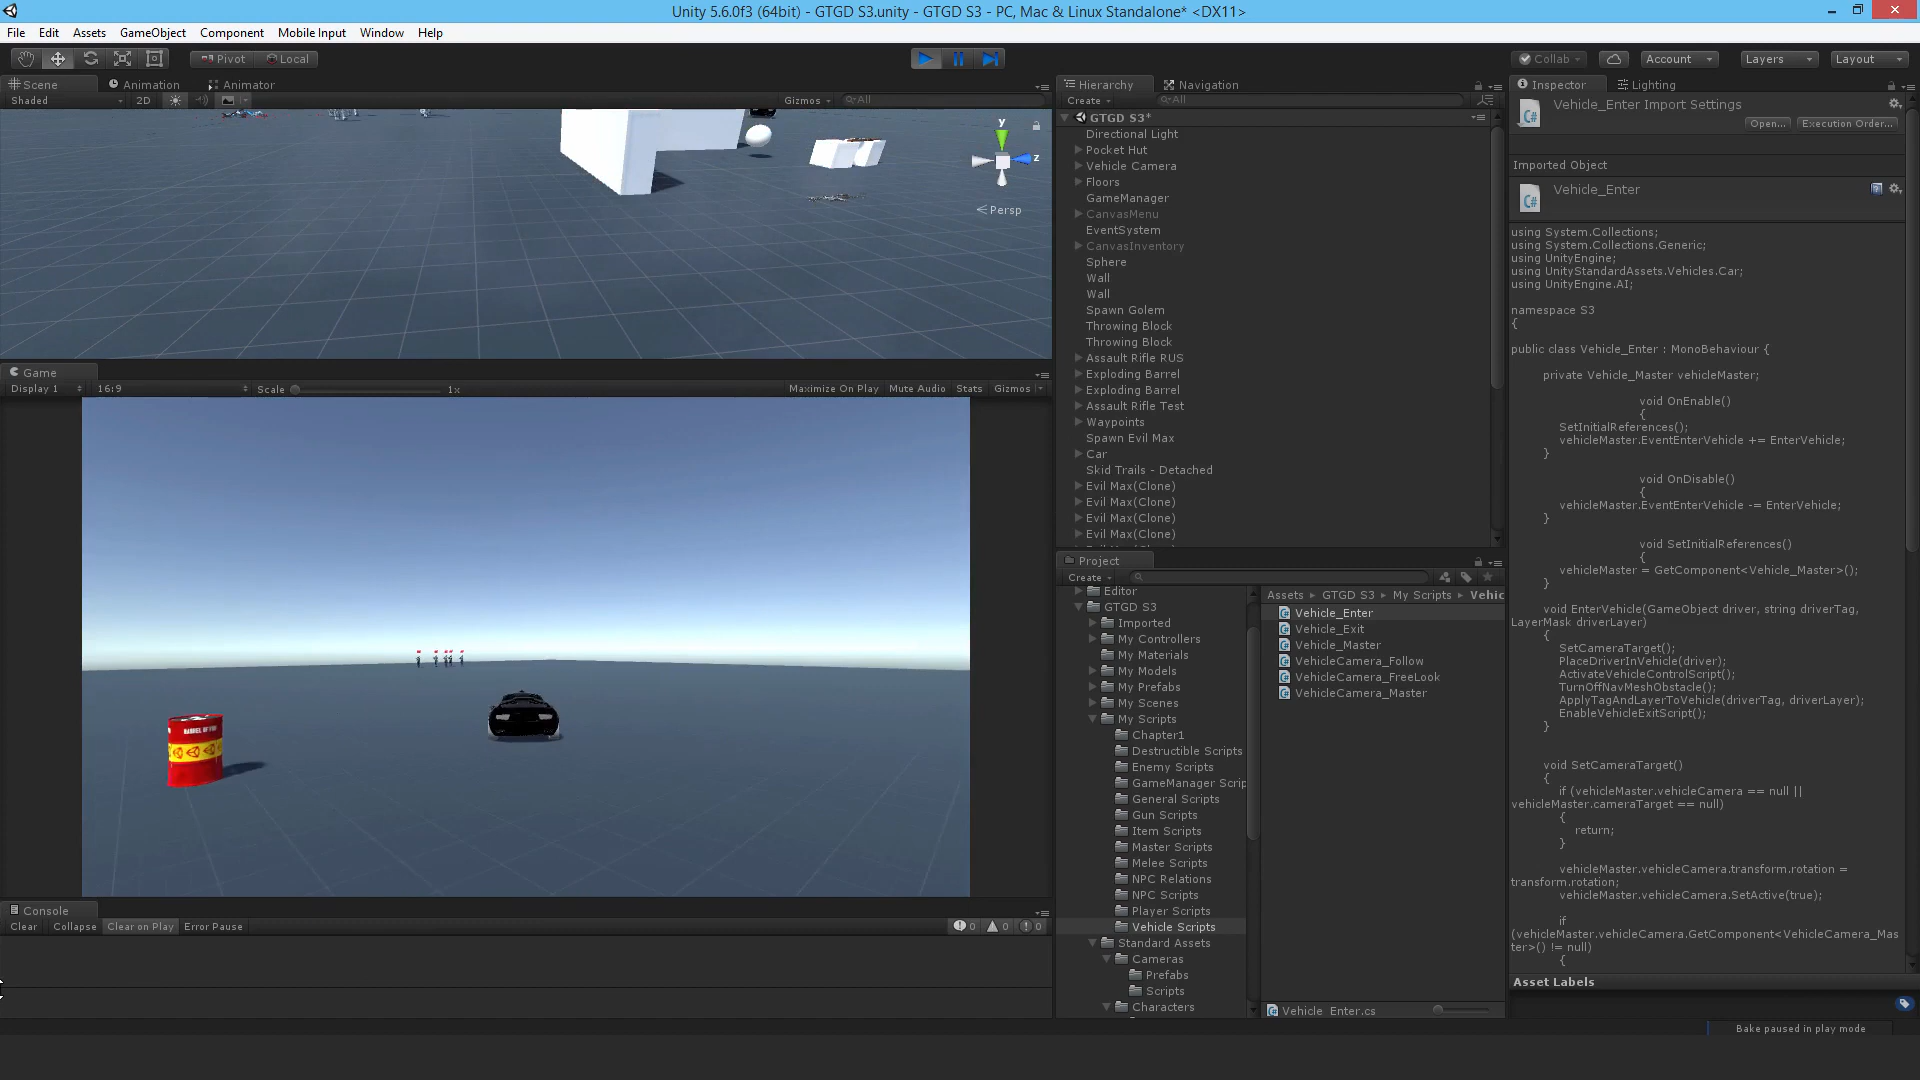 Unity 5.6.0f3 (64bit) - GTGD S3.unity - GTGD S3 - PC, Mac & Linux Standalone* <DX11>
File Edit Assets GameObject Component Mobile Input Window Help
Pivot Local
Collab Account Layers Layout
Scene Animation Animator
Shaded 2D Gizmos All
y
z
Persp
Game
Display 1 16:9 Scale 1x Maximize On Play Mute Audio Stats Gizmos
Console
Clear Collapse Clear on Play Error Pause 0 0 0
Hierarchy Navigation
Create All
GTGD S3*
Directional Light
Pocket Hut
Vehicle Camera
Floors
GameManager
CanvasMenu
EventSystem
CanvasInventory
Sphere
Wall
Wall
Spawn Golem
Throwing Block
Throwing Block
Assault Rifle RUS
Exploding Barrel
Exploding Barrel
Assault Rifle Test
Waypoints
Spawn Evil Max
Car
Skid Trails - Detached
Evil Max(Clone)
Evil Max(Clone)
Evil Max(Clone)
Evil Max(Clone)
Project
Create
Editor
GTGD S3
Imported
My Controllers
My Materials
My Models
My Prefabs
My Scenes
My Scripts
Chapter1
Destructible Scripts
Enemy Scripts
GameManager Scrip
General Scripts
Gun Scripts
Item Scripts
Master Scripts
Melee Scripts
NPC Relations
NPC Scripts
Player Scripts
Vehicle Scripts
Standard Assets
Cameras
Prefabs
Scripts
Characters
Assets GTGD S3 My Scripts Vehic
Vehicle_Enter
Vehicle_Exit
Vehicle_Master
VehicleCamera_Follow
VehicleCamera_FreeLook
VehicleCamera_Master
Vehicle_Enter.cs
Inspector Lighting
Vehicle_Enter Import Settings
Open... Execution Order...
Imported Object
Vehicle_Enter
using System.Collections;
using System.Collections.Generic;
using UnityEngine;
using UnityStandardAssets.Vehicles.Car;
using UnityEngine.AI;
namespace S3
{
public class Vehicle_Enter : MonoBehaviour {
private Vehicle_Master vehicleMaster;
void OnEnable()
{
SetInitialReferences();
vehicleMaster.EventEnterVehicle += EnterVehicle;
}
void OnDisable()
{
vehicleMaster.EventEnterVehicle -= EnterVehicle;
}
void SetInitialReferences()
{
vehicleMaster = GetComponent<Vehicle_Master>();
}
void EnterVehicle(GameObject driver, string driverTag,
LayerMask driverLayer)
{
SetCameraTarget();
PlaceDriverInVehicle(driver);
ActivateVehicleControlScript();
TurnOffNavMeshObstacle();
ApplyTagAndLayerToVehicle(driverTag, driverLayer);
EnableVehicleExitScript();
}
void SetCameraTarget()
{
if (vehicleMaster.vehicleCamera == null ||
vehicleMaster.cameraTarget == null)
{
return;
}
vehicleMaster.vehicleCamera.transform.rotation =
transform.rotation;
vehicleMaster.vehicleCamera.SetActive(true);
if
(vehicleMaster.vehicleCamera.GetComponent<VehicleCamera_Mas
ter>() != null)
{
Asset Labels
Bake paused in play mode